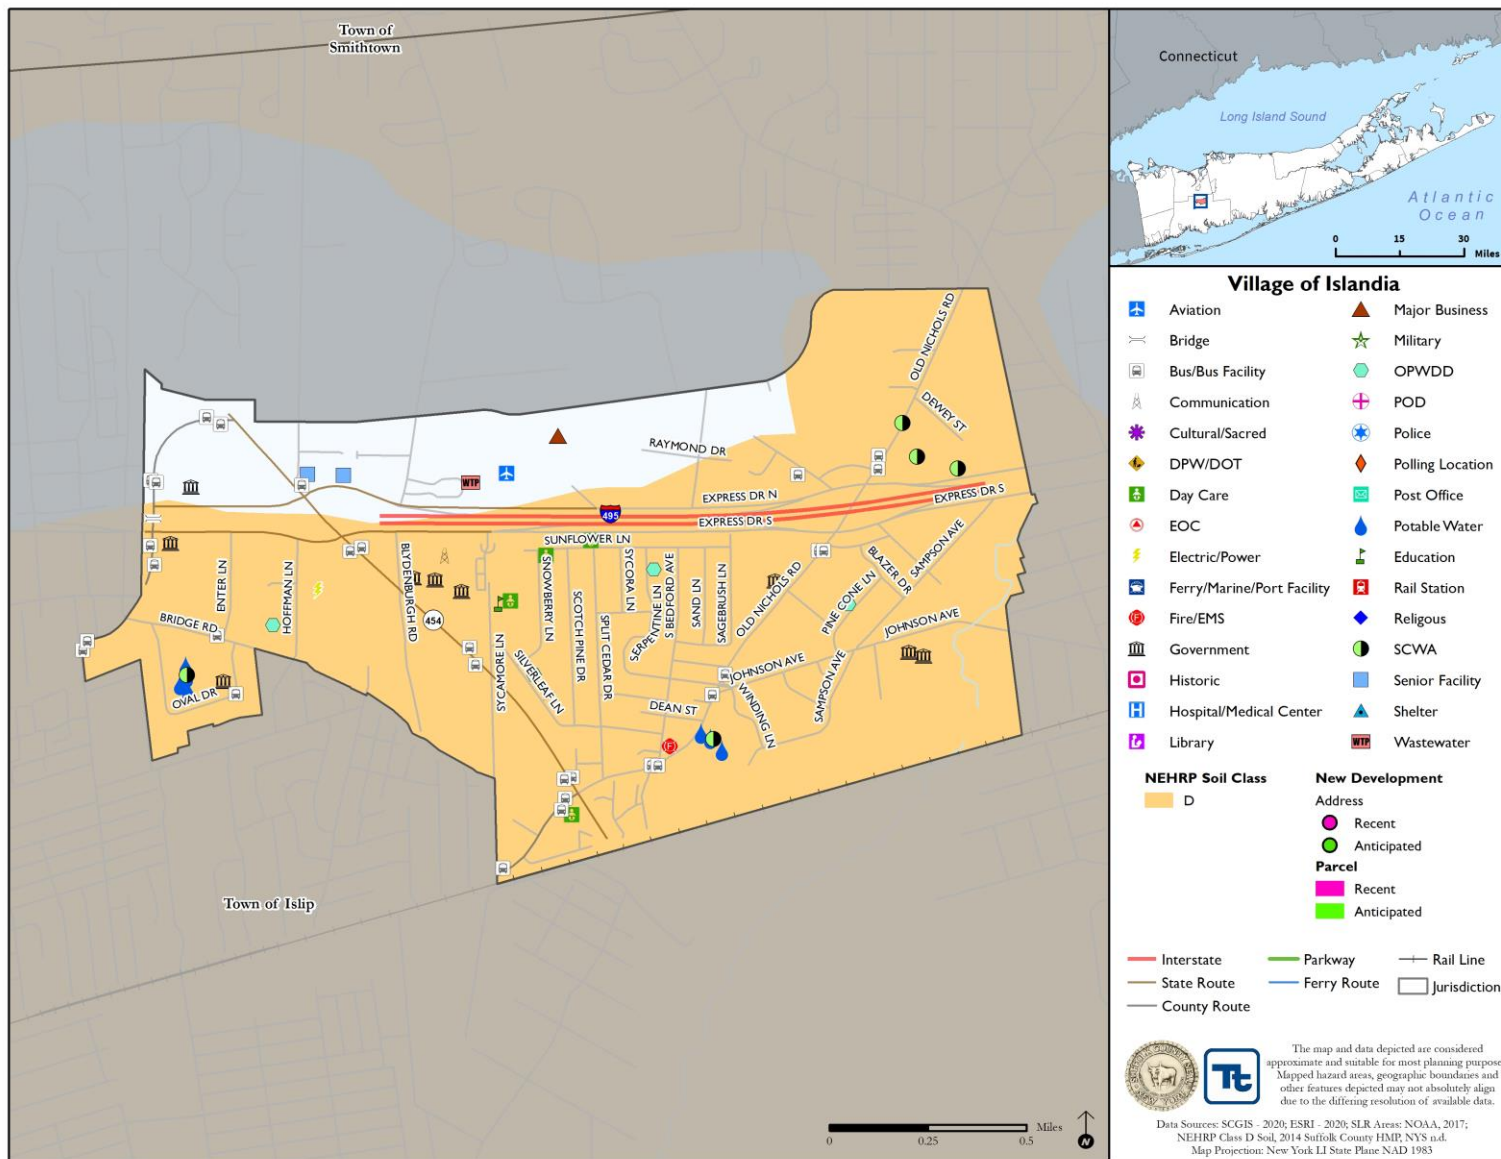 Town of
Smithtown
OLD NICHOLS RD
DEWEY ST
RAYMOND DR
WTP
EXPRESS DR N
EXPRESS DR S
495
EXPRESS DR S
SUNFLOWER LN
ENTER LN
HOFFMAN LN
BLYDENBURGH RD
SNOWBERRY LN
SYCORA LN
S BEDFORD AVE
SERPENTINE LN
SAND LN
SAGEBRUSH LN
OLD NICHOLS RD
BLAZER DR
SAMPSON AVE
PINE CONE LN
SCOTCH PINE DR
SPLIT CEDAR DR
BRIDGE RD
454
JOHNSON AVE
SYCAMORE LN
SILVERLEAF LN
JOHNSON AVE
SAMPSON AVE
WINDING LN
OVAL DR
DEAN ST
Town of Islip
0 0.25 0.5 Miles
N
Connecticut
Long Island Sound
Atlantic
Ocean
0 15 30
Miles
Village of Islandia
Aviation
Major Business
Bridge
Military
Bus/Bus Facility
OPWDD
Communication
POD
Cultural/Sacred
Police
DPW/DOT
Polling Location
Day Care
Post Office
EOC
Potable Water
Electric/Power
Education
Ferry/Marine/Port Facility
Rail Station
Fire/EMS
Religous
Government
SCWA
Historic
Senior Facility
Hospital/Medical Center
Shelter
Library
WTP Wastewater
NEHRP Soil Class
D
New Development
Address
Recent
Anticipated
Parcel
Recent
Anticipated
Interstate
Parkway
Rail Line
State Route
Ferry Route
Jurisdiction
County Route
Tt
The map and data depicted are considered
approximate and suitable for most planning purpose
Mapped hazard areas, geographic boundaries and
other features depicted may not absolutely align
due to the differing resolution of available data.
Data Sources: SCGIS - 2020; ESRI - 2020; SLR Areas: NOAA, 2017;
NEHRP Class D Soil, 2014 Suffolk County HMP, NYS n.d.
Map Projection: New York LI State Plane NAD 1983